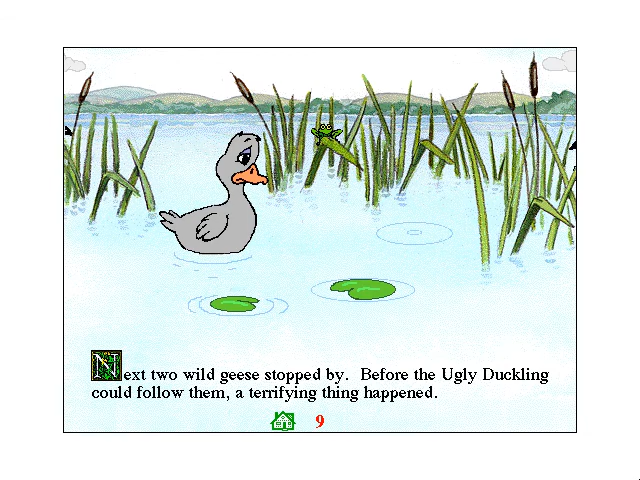 Next two wild geese stopped by. Before the Ugly Duckling
could follow them, a terrifying thing happened.
9